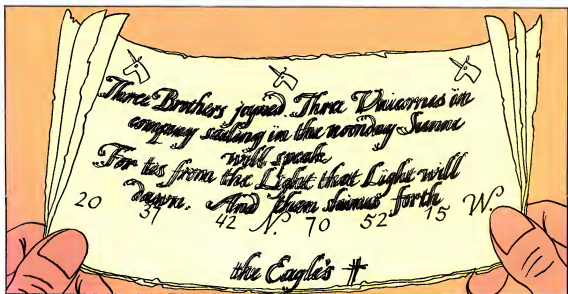 Three Brothers joyned. Three Unicornes in
company sailing in the noonday Sunne
will speak
For tis from the Light that Light will
dawn. And then shines forth
20 37 42 N. 70 52 15 W.
the Eagle's ‡